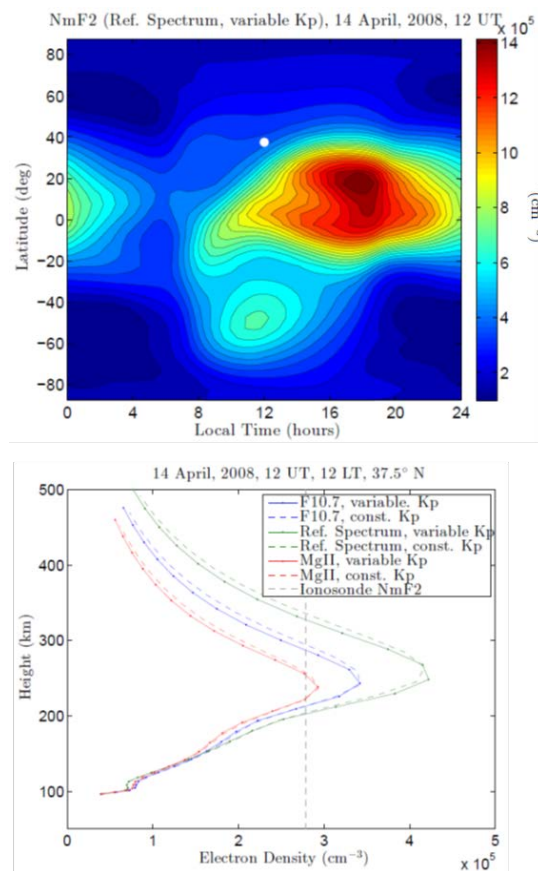 NmF2 (Ref. Spectrum, variable Kp), 14 April, 2008, 12 UT
x 10⁵
80
60
40
20
0
−20
−40
−60
−80
Latitude (deg)
0
4
8
12
16
20
24
Local Time (hours)
14
12
10
8
6
4
2
14 April, 2008, 12 UT, 12 LT, 37.5° N
500
400
300
200
100
Height (km)
F10.7, variable. Kp
F10.7, const. Kp
Ref. Spectrum, variable Kp
Ref. Spectrum, const. Kp
MgII, variable Kp
MgII, const. Kp
Ionosonde NmF2
0
1
2
3
4
5
Electron Density (cm⁻³)
x 10⁵